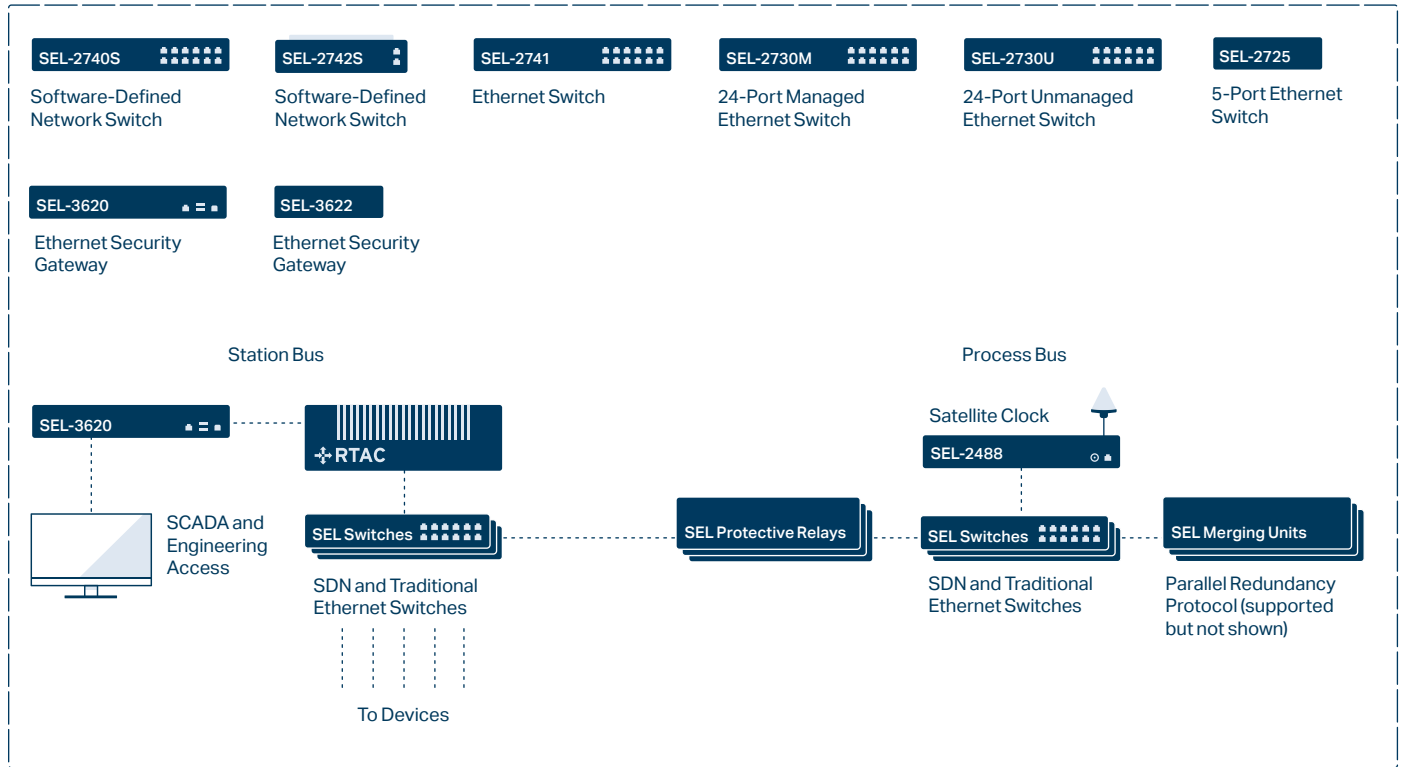 SEL-2740S
SEL-2742S
SEL-2741
SEL-2730M
SEL-2730U
SEL-2725
Software-Defined
Network Switch
Software-Defined
Network Switch
Ethernet Switch
24-Port Managed
Ethernet Switch
24-Port Unmanaged
Ethernet Switch
5-Port Ethernet
Switch
SEL-3620
SEL-3622
Ethernet Security
Gateway
Ethernet Security
Gateway
Station Bus
Process Bus
SEL-3620
RTAC
Satellite Clock
SEL-2488
SCADA and
Engineering
Access
SEL Switches
SEL Protective Relays
SEL Switches
SEL Merging Units
SDN and Traditional
Ethernet Switches
SDN and Traditional
Ethernet Switches
Parallel Redundancy
Protocol (supported
but not shown)
To Devices